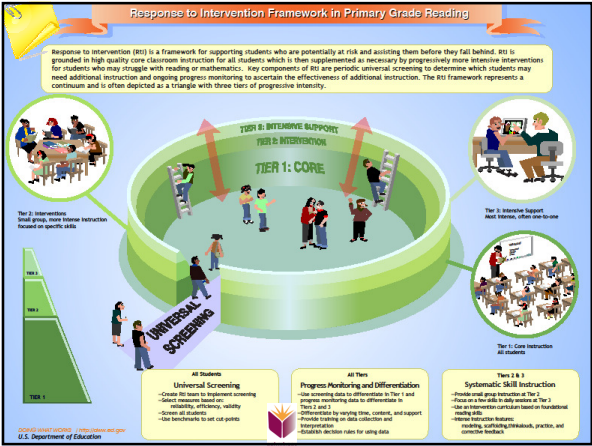 Response to Intervention Framework in Primary Grade Reading
Response to Intervention (RtI) is a framework for supporting students who are potentially at risk and assisting them before they fall behind. RtI is
grounded in high quality core classroom instruction for all students which is then supplemented as necessary by progressively more intensive interventions
for students who may struggle with reading or mathematics. Key components of RtI are periodic universal screening to determine which students may
need additional instruction and ongoing progress monitoring to ascertain the effectiveness of additional instruction. The RtI framework represents a
continuum and is often depicted as a triangle with three tiers of progressive intensity.
TIER 3: INTENSIVE SUPPORT
TIER 2: INTERVENTION
TIER 1: CORE
Tier 2: Interventions
Small group, more intense instruction
focused on specific skills
Tier 3: Intensive Support
Most intense, often one-to-one
TIER 3
TIER 2
TIER 1
UNIVERSAL
SCREENING
Tier 1: Core Instruction
All students
All Students
Universal Screening
—Create RtI team to implement screening
—Select measures based on:
reliability, efficiency, validity
—Screen all students
—Use benchmarks to set cut-points
All Tiers
Progress Monitoring and Differentiation
—Use screening data to differentiate in Tier 1 and
progress monitoring data to differentiate in
Tiers 2 and 3
—Differentiate by varying time, content, and support
—Provide training on data collection and
interpretation
—Establish decision rules for using data
Tiers 2 & 3
Systematic Skill Instruction
—Provide small group instruction at Tier 2
—Focus on a few skills in daily sessions at Tier 3
—Use an intervention curriculum based on foundational
reading skills
—Intense instruction features:
modeling, scaffolding, thinkalouds, practice, and
corrective feedback
DOING WHAT WORKS | http://dww.ed.gov
U.S. Department of Education